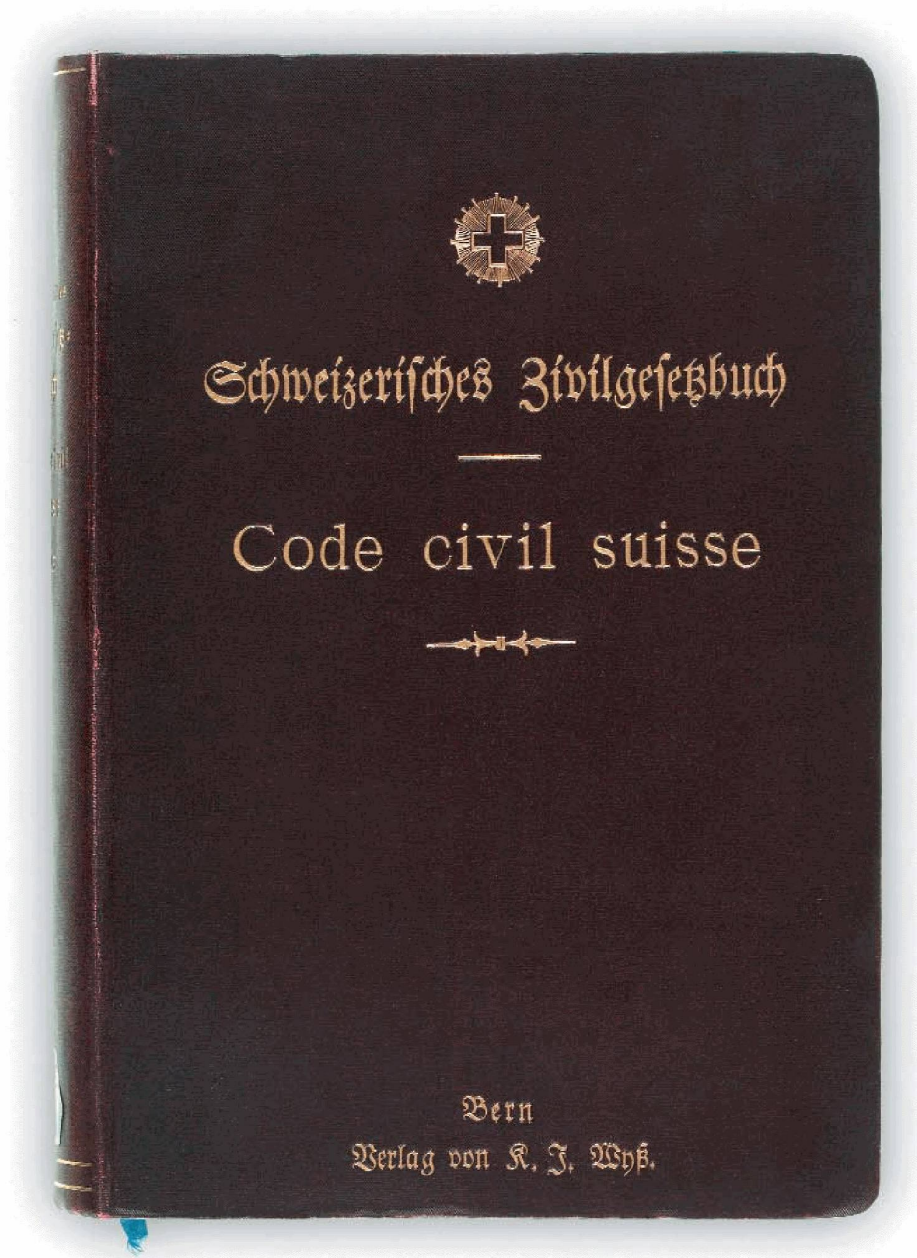 Schweizerisches Zivilgesetzbuch
Code civil suisse
Bern
Verlag von K. J. Wyß.